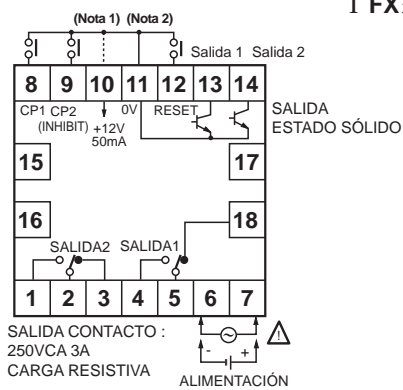 1 FX
(Nota 1) (Nota 2)
Salida 1 Salida 2
8 9 10 11 12 13 14
CP1 CP2 0V RESET
(INHIBIT) +12V
50mA
SALIDA
ESTADO SÓLIDO
15 17
16 18
SALIDA2 SALIDA1
1 2 3 4 5 6 7
SALIDA CONTACTO :
250VCA 3A
CARGA RESISTIVA
- +
ALIMENTACIÓN